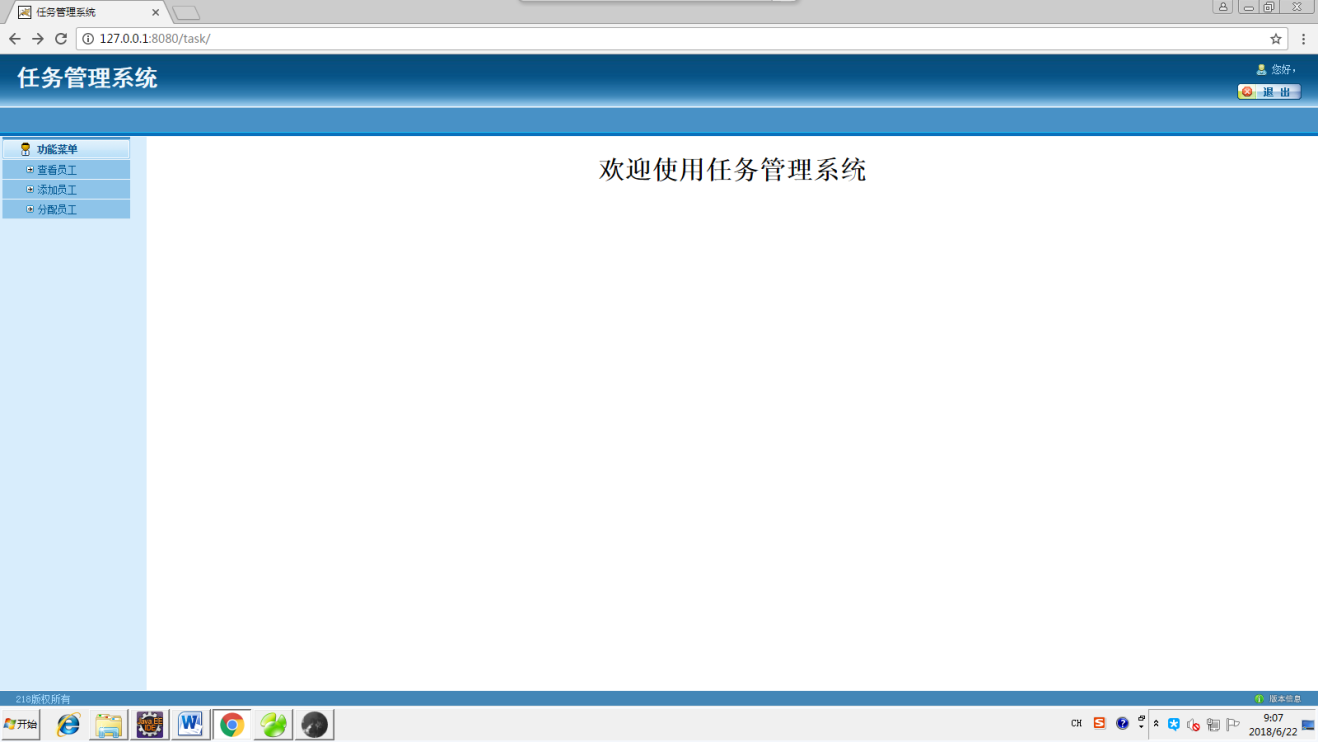 任务管理系统
127.0.0.1:8080/task/
任务管理系统
您好，
退 出
功能菜单
查看员工
添加员工
分配员工
欢迎使用任务管理系统
218版权所有
版本信息
开始
Java EE
IDE
W
CH
S
9:07
2018/6/22